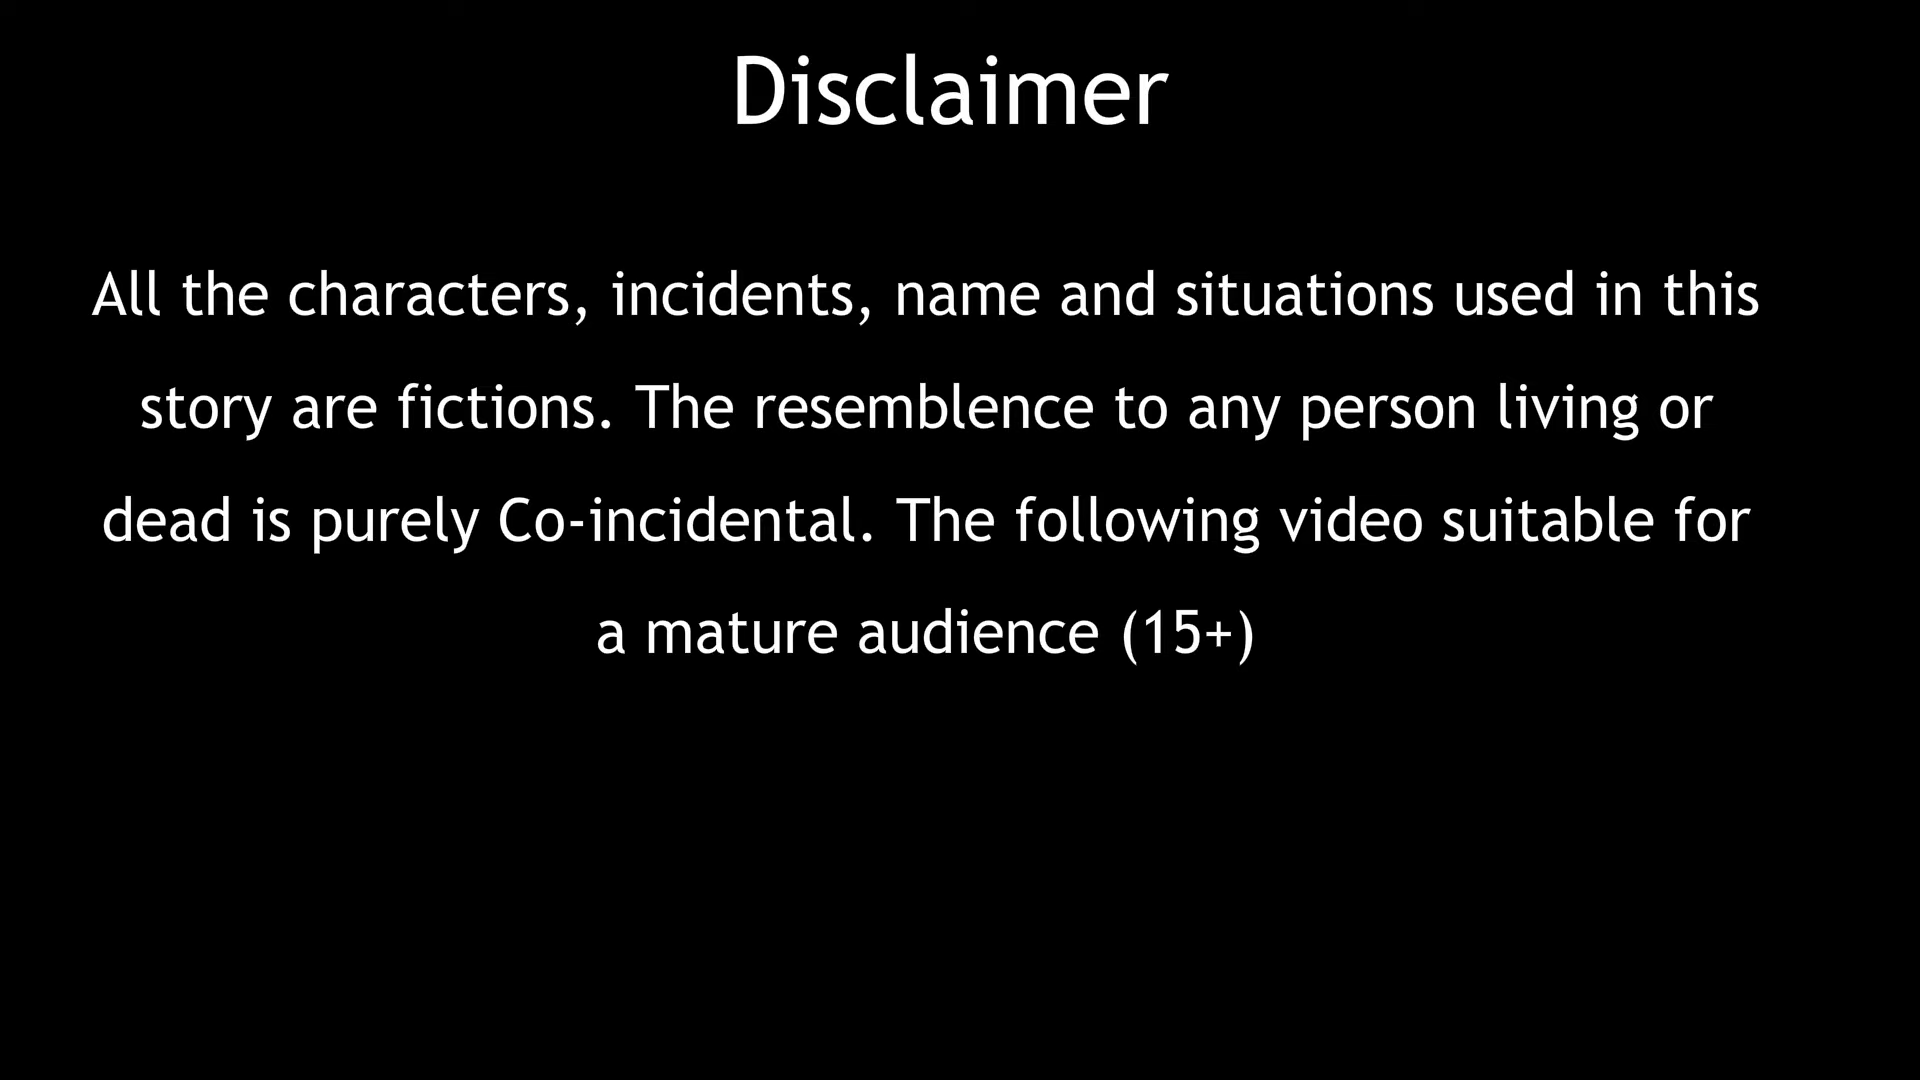 Disclaimer
All the characters, incidents, name and situations used in this
story are fictions. The resemblence to any person living or
dead is purely Co-incidental. The following video suitable for
a mature audience (15+)